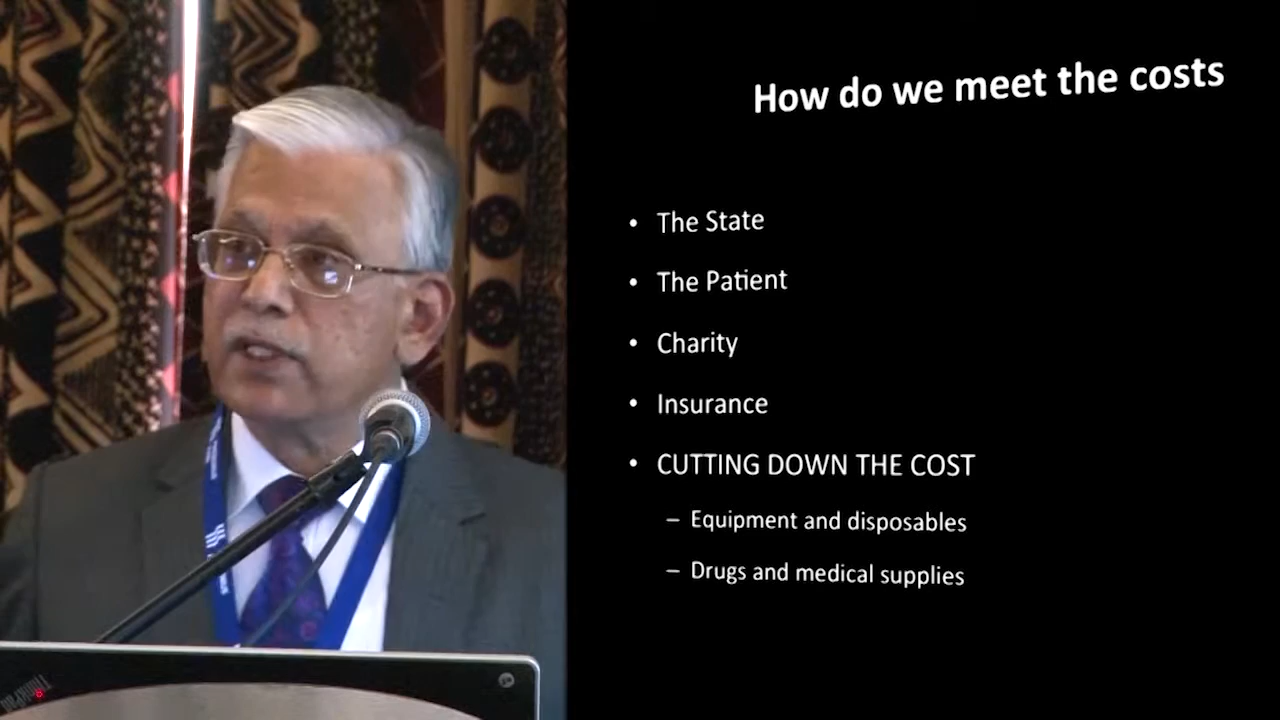 How do we meet the costs
• The State
• The Patient
• Charity
• Insurance
• CUTTING DOWN THE COST
– Equipment and disposables
– Drugs and medical supplies
ThinkPad